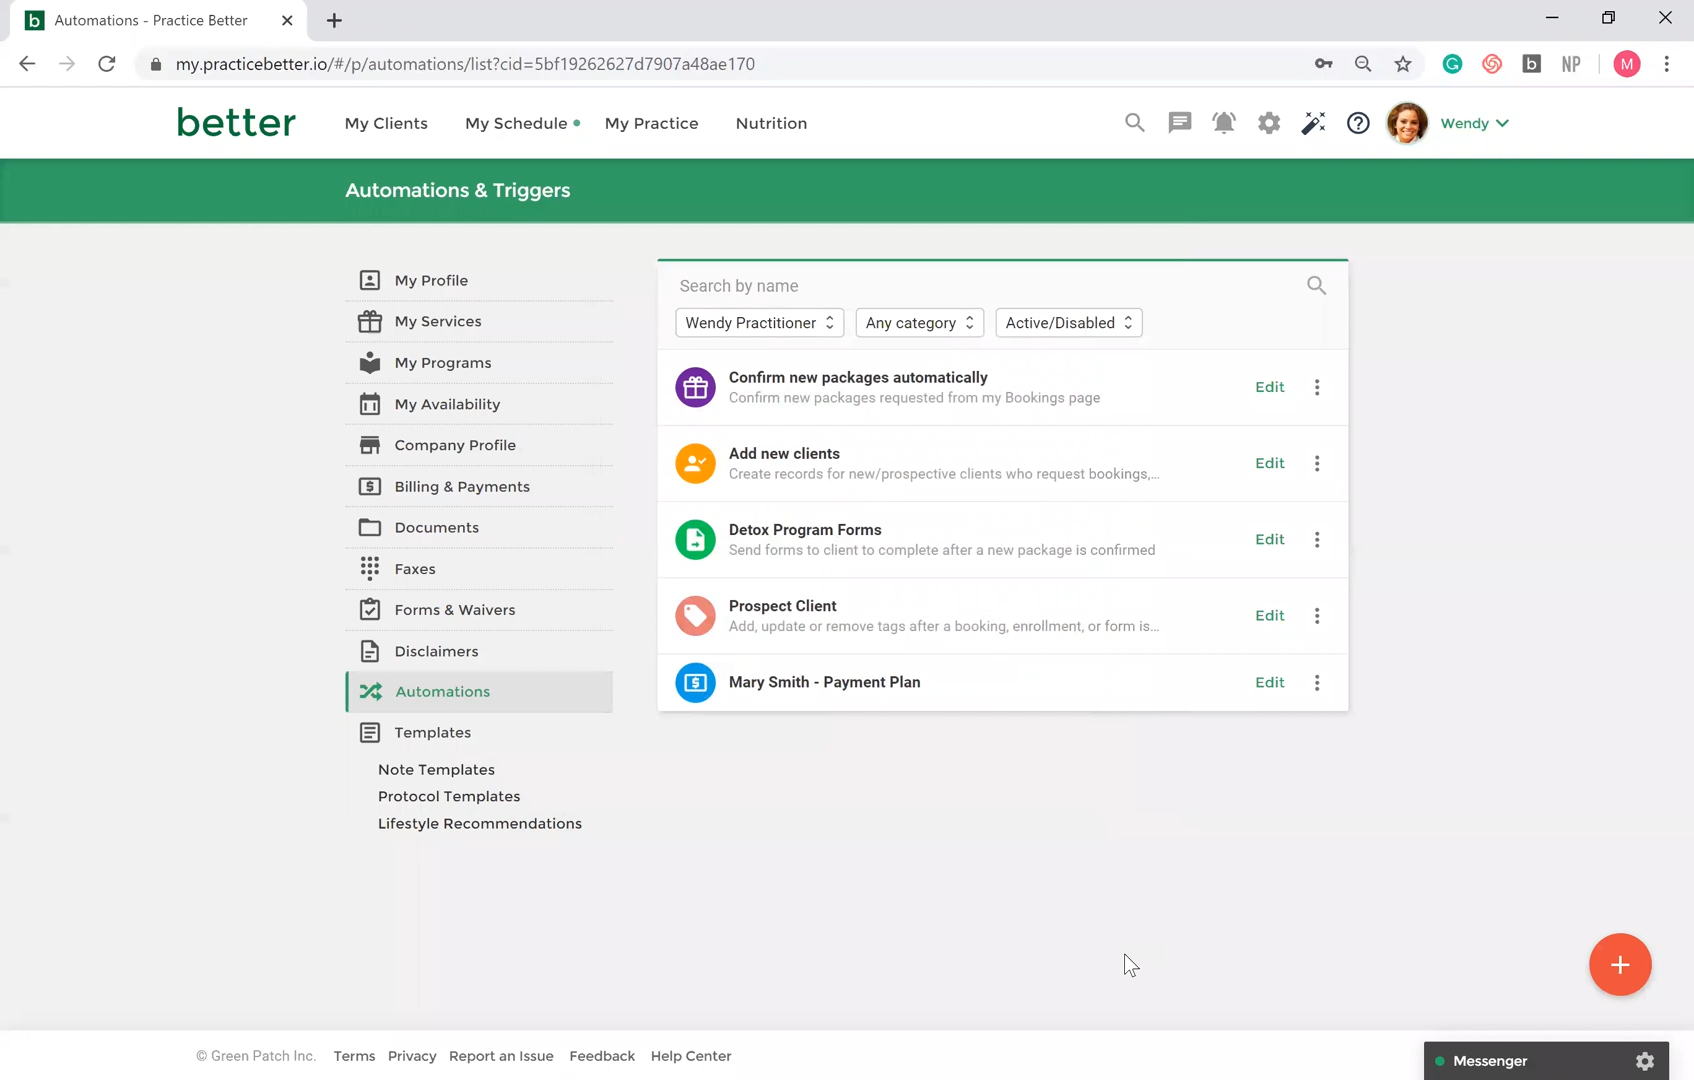 b Automations - Practice Better
my.practicebetter.io/#/p/automations/list?cid=5bf19262627d7907a48ae170
G b NP M
better My Clients My Schedule My Practice Nutrition Wendy
Automations & Triggers
My Profile
My Services
My Programs
My Availability
Company Profile
Billing & Payments
Documents
Faxes
Forms & Waivers
Disclaimers
Automations
Templates
Note Templates
Protocol Templates
Lifestyle Recommendations
Search by name
Wendy Practitioner Any category Active/Disabled
Confirm new packages automatically
Confirm new packages requested from my Bookings page
Edit
Add new clients
Create records for new/prospective clients who request bookings,...
Edit
Detox Program Forms
Send forms to client to complete after a new package is confirmed
Edit
Prospect Client
Add, update or remove tags after a booking, enrollment, or form is...
Edit
Mary Smith - Payment Plan
Edit
© Green Patch Inc. Terms Privacy Report an Issue Feedback Help Center
Messenger